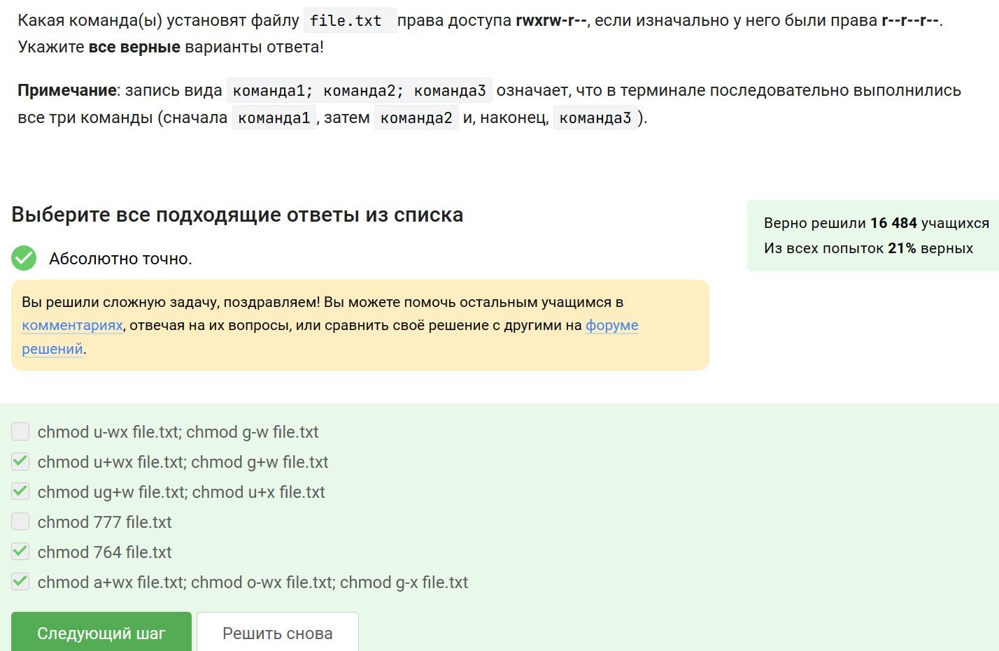 Какая команда(ы) установят файлу file.txt права доступа rwxrw-r--, если изначально у него были права r--r--r--.
Укажите все верные варианты ответа!
Примечание: запись вида команда1; команда2; команда3 означает, что в терминале последовательно выполнились
все три команды (сначала команда1, затем команда2 и, наконец, команда3).
Выберите все подходящие ответы из списка
Верно решили 16 484 учащихся
Из всех попыток 21% верных
Абсолютно точно.
Вы решили сложную задачу, поздравляем! Вы можете помочь остальным учащимся в
комментариях, отвечая на их вопросы, или сравнить своё решение с другими на форуме
решений.
chmod u-wx file.txt; chmod g-w file.txt
chmod u+wx file.txt; chmod g+w file.txt
chmod ug+w file.txt; chmod u+x file.txt
chmod 777 file.txt
chmod 764 file.txt
chmod a+wx file.txt; chmod o-wx file.txt; chmod g-x file.txt
Следующий шаг
Решить снова